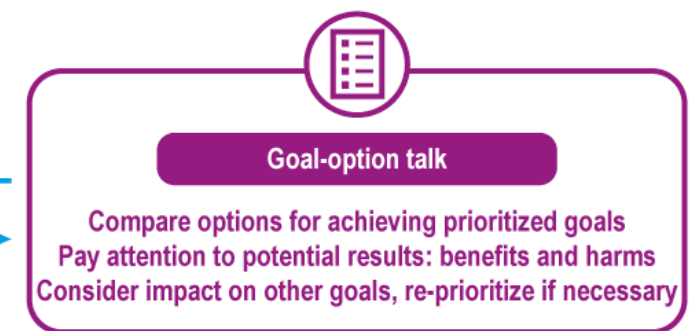 Goal-option talk
Compare options for achieving prioritized goals
Pay attention to potential results: benefits and harms
Consider impact on other goals, re-prioritize if necessary